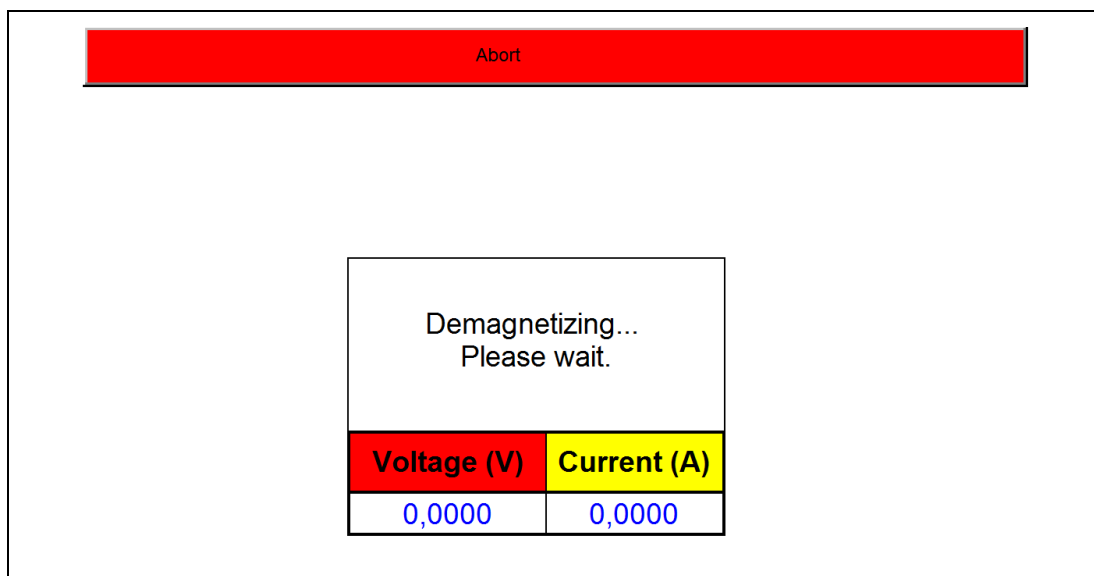 Abort
Demagnetizing...
Please wait.
Voltage (V) Current (A)
0,0000 0,0000